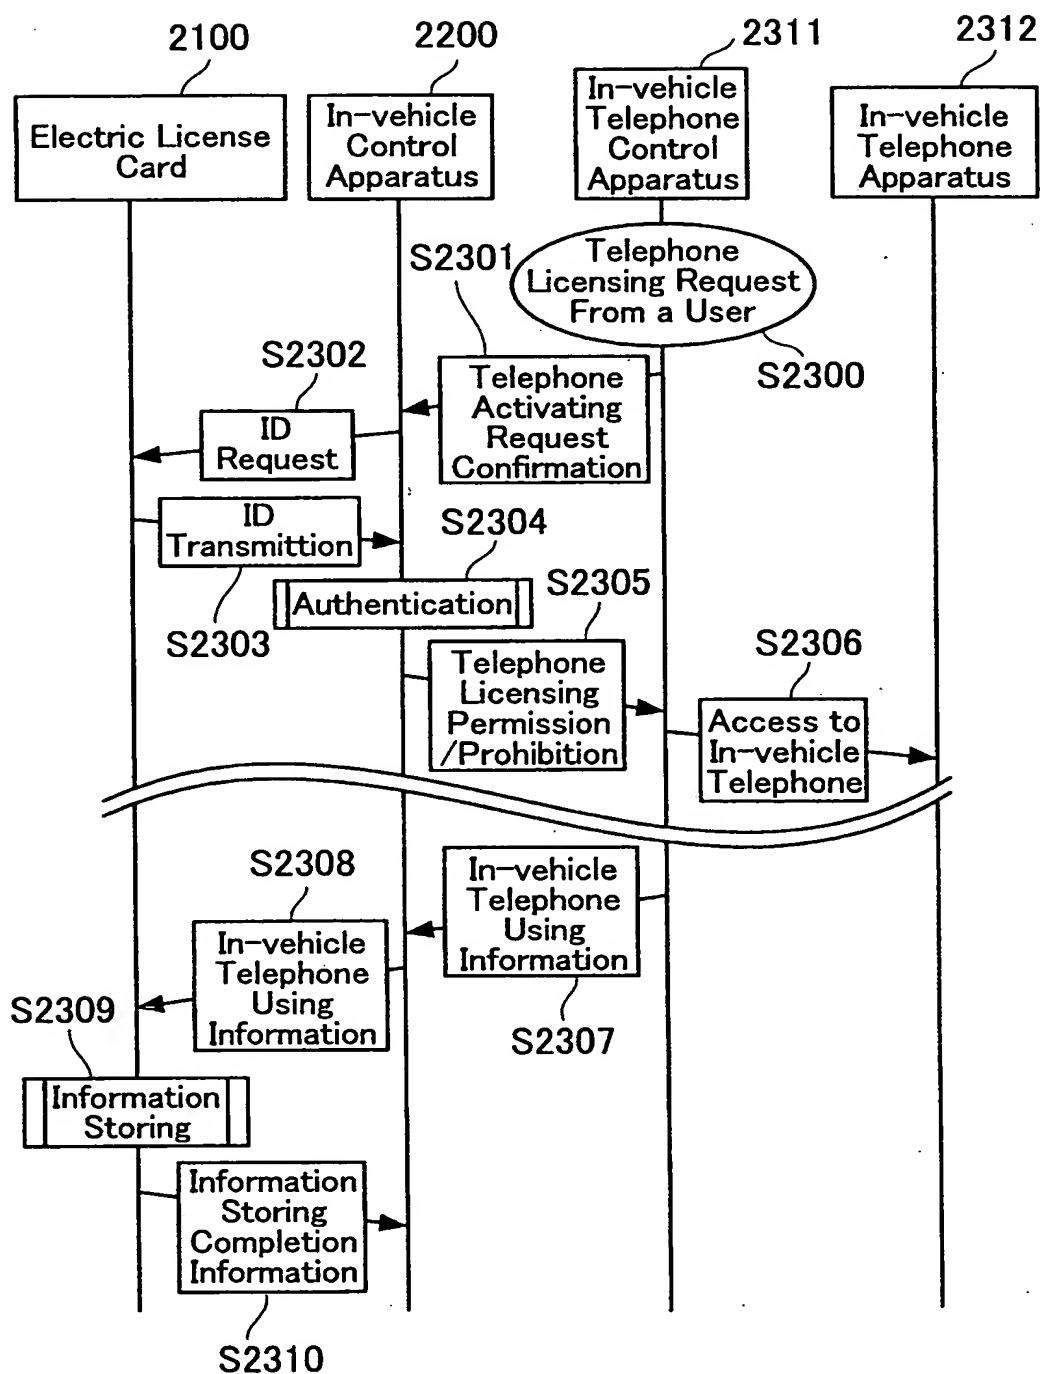 2100
2200
2311
2312
Electric License
Card
In-vehicle
Control
Apparatus
In-vehicle
Telephone
Control
Apparatus
In-vehicle
Telephone
Apparatus
Telephone
Licensing Request
From a User
S2300
S2301
Telephone
Activating
Request
Confirmation
S2302
ID
Request
ID
Transmittion
S2303
S2304
Authentication
S2305
Telephone
Licensing
Permission
/Prohibition
S2306
Access to
In-vehicle
Telephone
In-vehicle
Telephone
Using
Information
S2307
S2308
In-vehicle
Telephone
Using
Information
S2309
Information
Storing
Information
Storing
Completion
Information
S2310